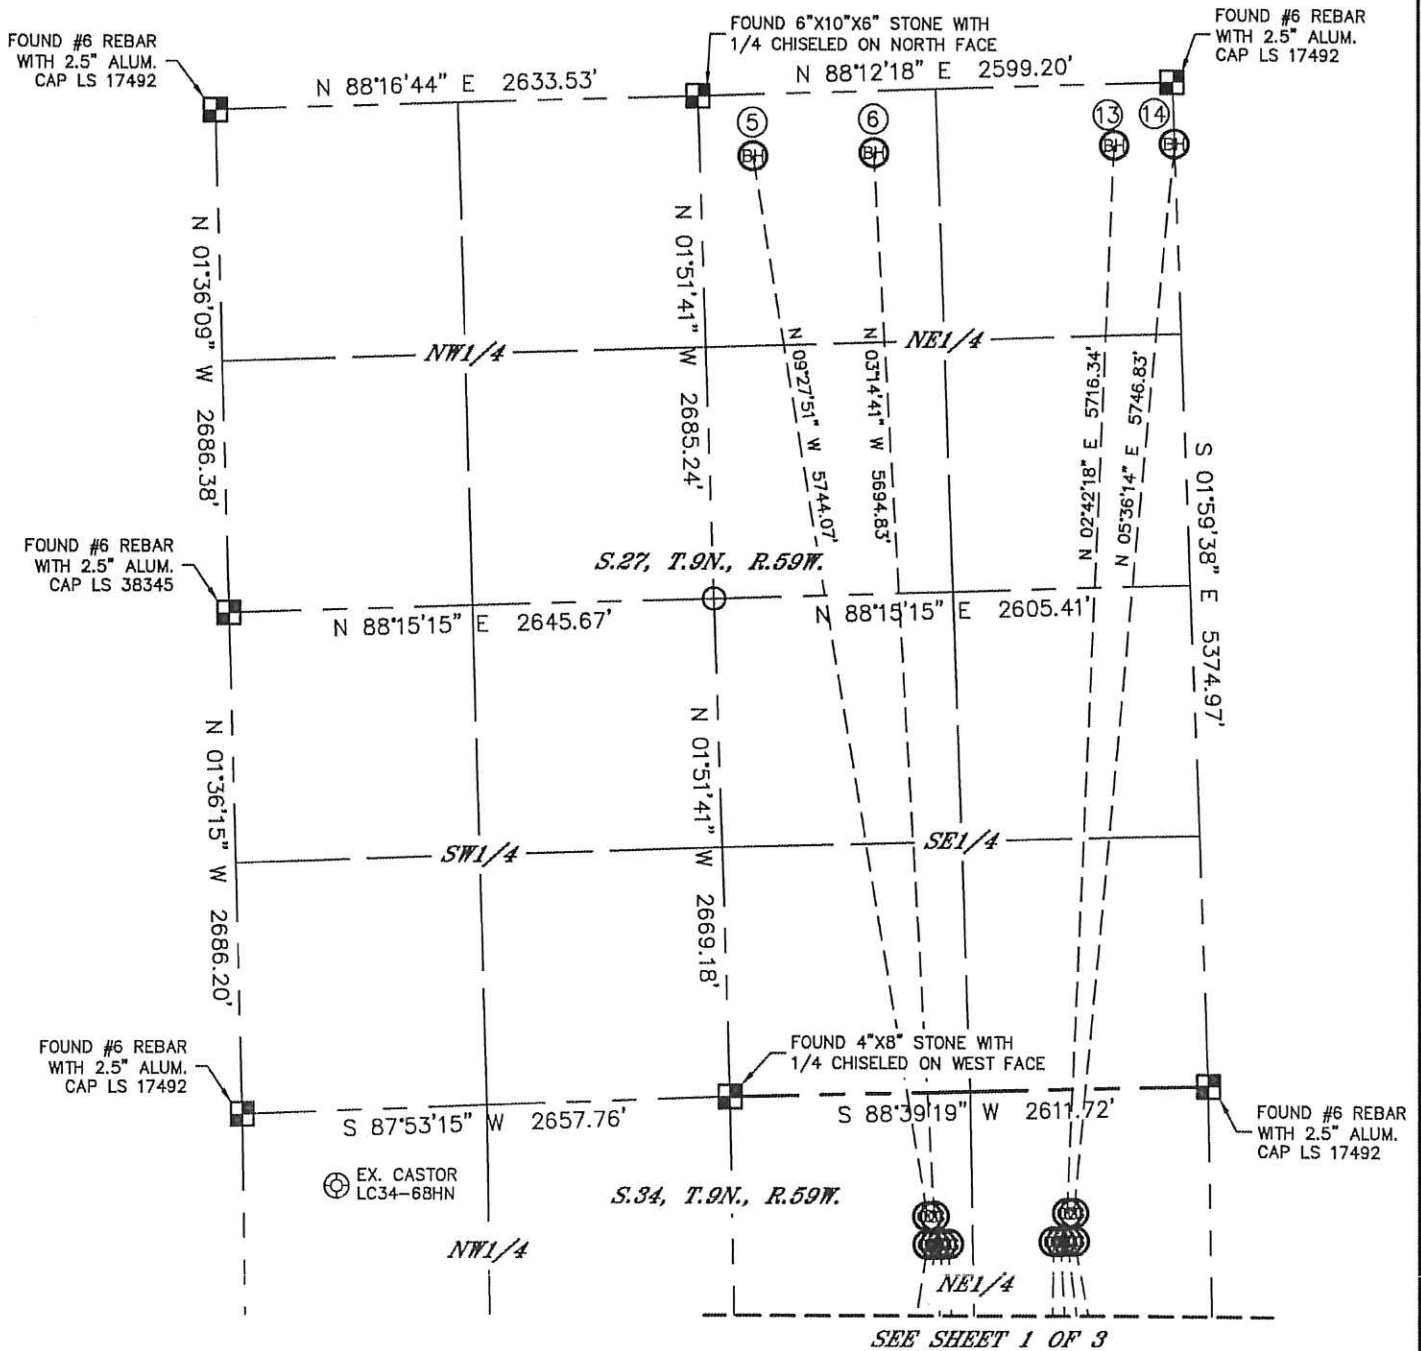 FOUND #6 REBAR
WITH 2.5" ALUM.
CAP LS 17492
FOUND 6"X10"X6" STONE WITH
1/4 CHISELED ON NORTH FACE
FOUND #6 REBAR
WITH 2.5" ALUM.
CAP LS 17492
N 88°16'44" E 2633.53'
N 88°12'18" E 2599.20'
5
6
13
14
BH
BH
BH
BH
N 01°36'09" W 2686.38'
N 01°51'41" W 2685.24'
NW1/4
NE1/4
N 09°27'51" W 5744.07'
N 03°14'41" W 5694.83'
N 02°42'18" E 5716.34'
N 05°36'14" E 5746.83'
S 01°59'38" E 5374.97'
FOUND #6 REBAR
WITH 2.5" ALUM.
CAP LS 38345
S.27, T.9N., R.59W.
N 88°15'15" E 2645.67'
N 88°15'15" E 2605.41'
N 01°36'15" W 2686.20'
N 01°51'41" W 2669.18'
SW1/4
SE1/4
FOUND #6 REBAR
WITH 2.5" ALUM.
CAP LS 17492
FOUND 4"X8" STONE WITH
1/4 CHISELED ON WEST FACE
S 87°53'15" W 2657.76'
S 88°39'19" W 2611.72'
FOUND #6 REBAR
WITH 2.5" ALUM.
CAP LS 17492
EX. CASTOR
LC34-68HN
S.34, T.9N., R.59W.
NW1/4
NE1/4
SEE SHEET 1 OF 3